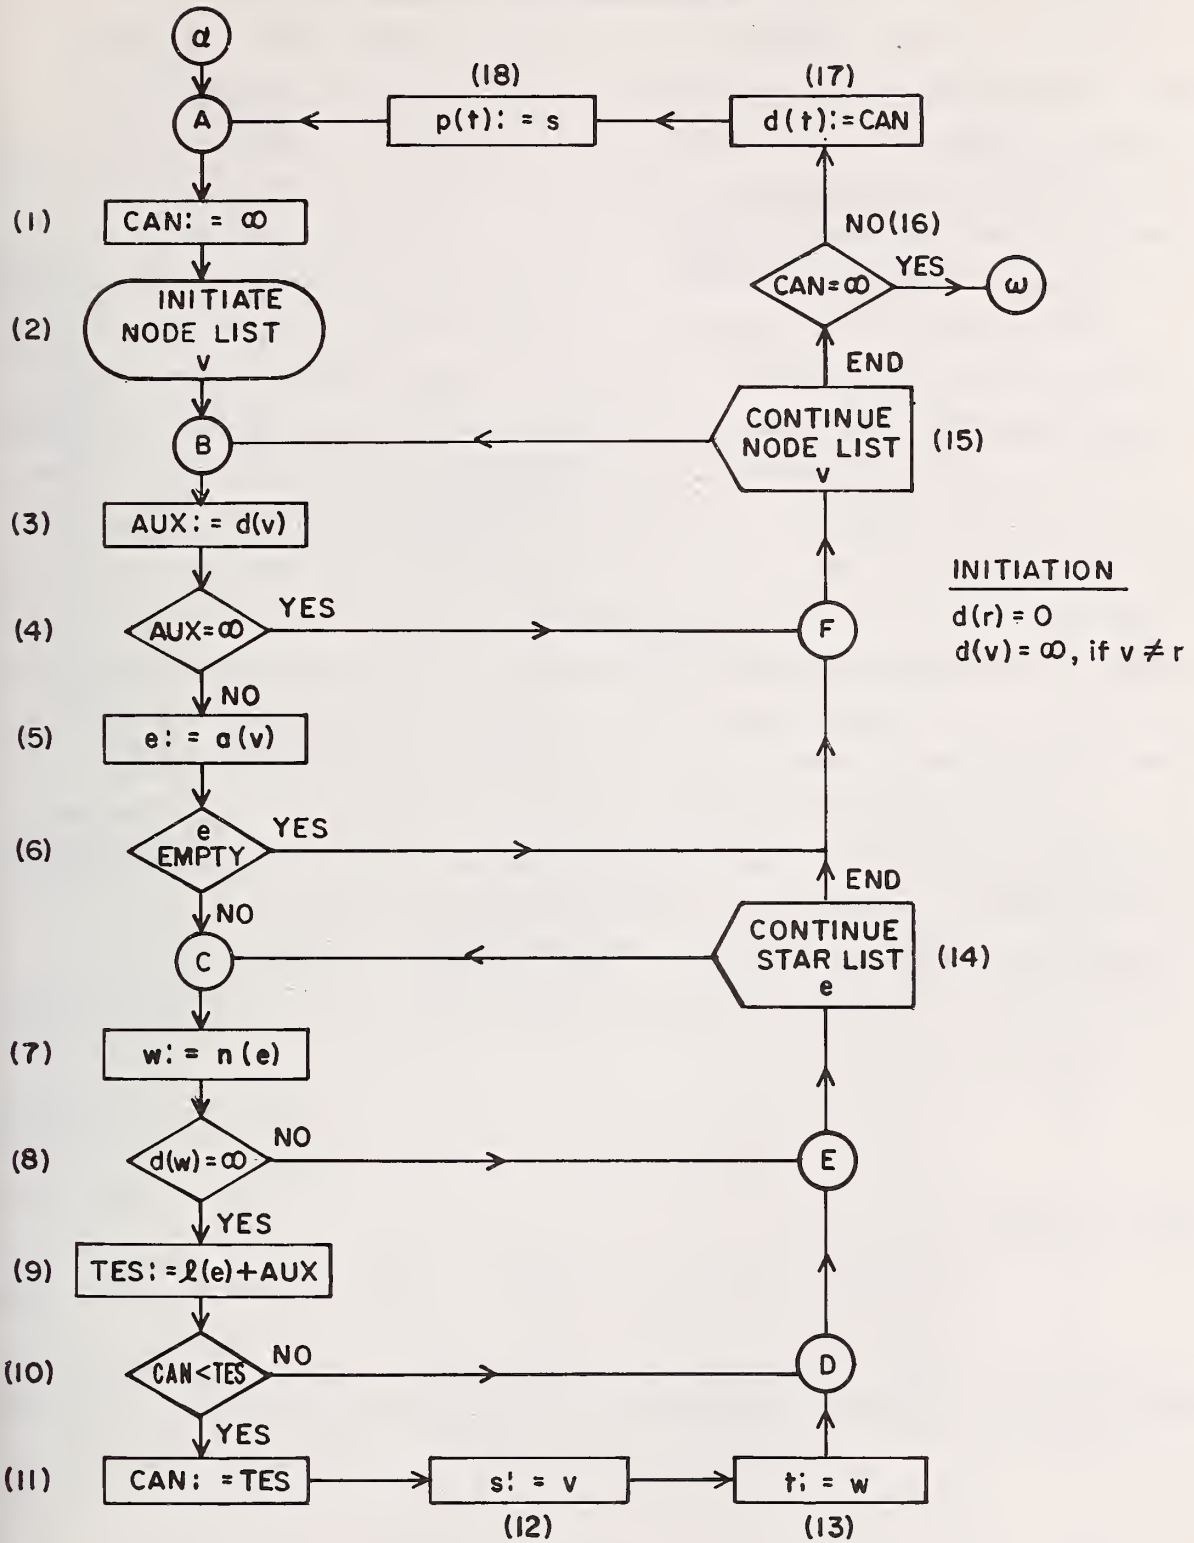 α
(18)
(17)
A
p(t): = s
d(t):=CAN
(1)
CAN: = ∞
NO(16)
YES
CAN=∞
ω
(2)
INITIATE
NODE LIST
v
END
B
CONTINUE
NODE LIST
v
(15)
(3)
AUX: = d(v)
INITIATION
d(r) = 0
d(v) = ∞, if v ≠ r
(4)
AUX=∞
YES
F
NO
(5)
e: = a(v)
(6)
e
EMPTY
YES
END
NO
C
CONTINUE
STAR LIST
e
(14)
(7)
w: = n(e)
(8)
d(w)=∞
NO
E
YES
(9)
TES: =ℓ(e)+AUX
(10)
CAN<TES
NO
D
YES
(11)
CAN: =TES
s: = v
t: = w
(12)
(13)